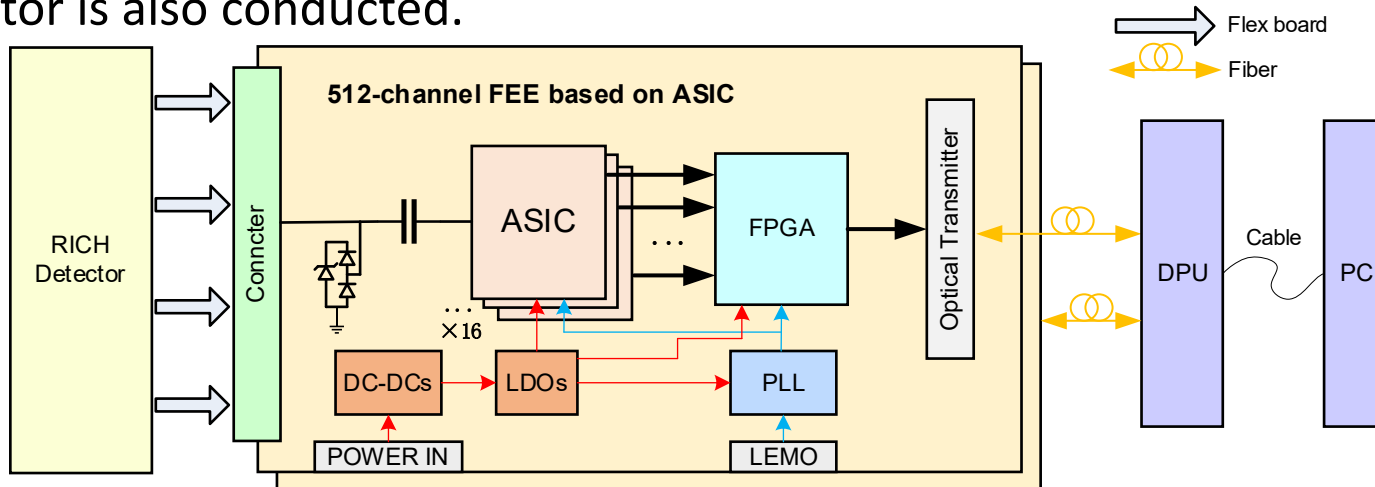 tor is also conducted.
Flex board
Fiber
512-channel FEE based on ASIC
RICH
Detector
Conncter
ASIC
...
×16
...
FPGA
Optical Transmitter
DPU
Cable
PC
DC-DCs
LDOs
PLL
POWER IN
LEMO